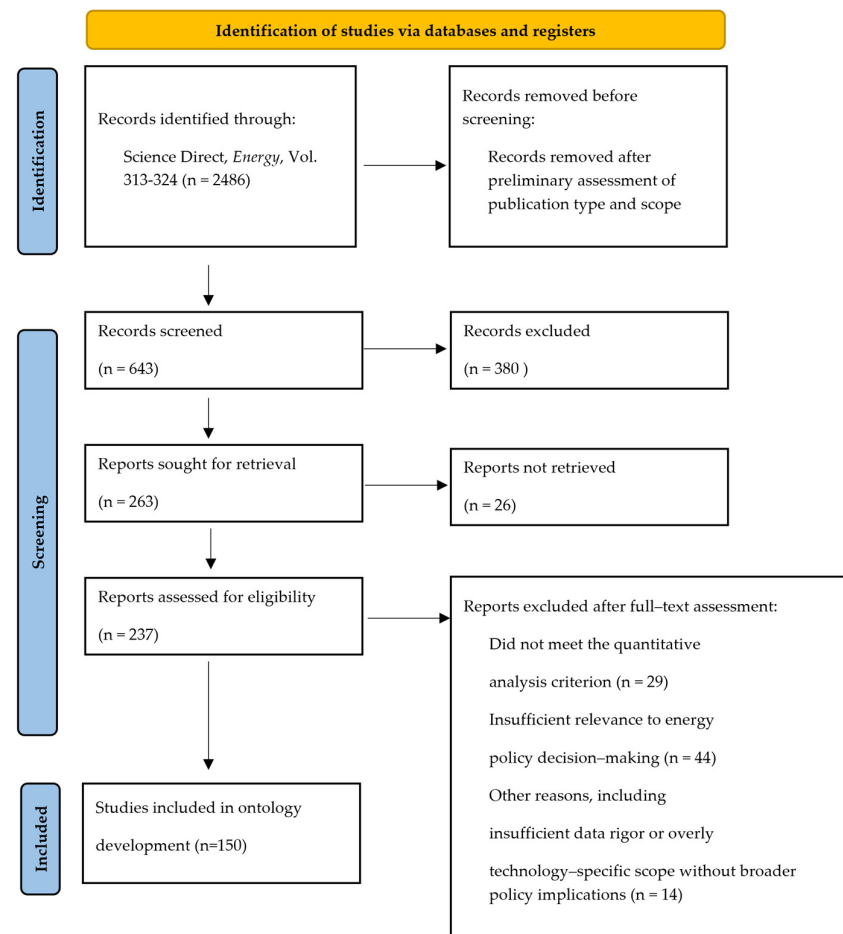 Identification of studies via databases and registers
Identification
Records identified through:
Science Direct, Energy, Vol.
313-324 (n = 2486)
Records removed before
screening:
Records removed after
preliminary assessment of
publication type and scope
Screening
Records screened
(n = 643)
Records excluded
(n = 380 )
Reports sought for retrieval
(n = 263)
Reports not retrieved
(n = 26)
Reports assessed for eligibility
(n = 237)
Reports excluded after full–text assessment:
Did not meet the quantitative
analysis criterion (n = 29)
Insufficient relevance to energy
policy decision–making (n = 44)
Other reasons, including
insufficient data rigor or overly
technology–specific scope without broader
policy implications (n = 14)
Included
Studies included in ontology
development (n=150)